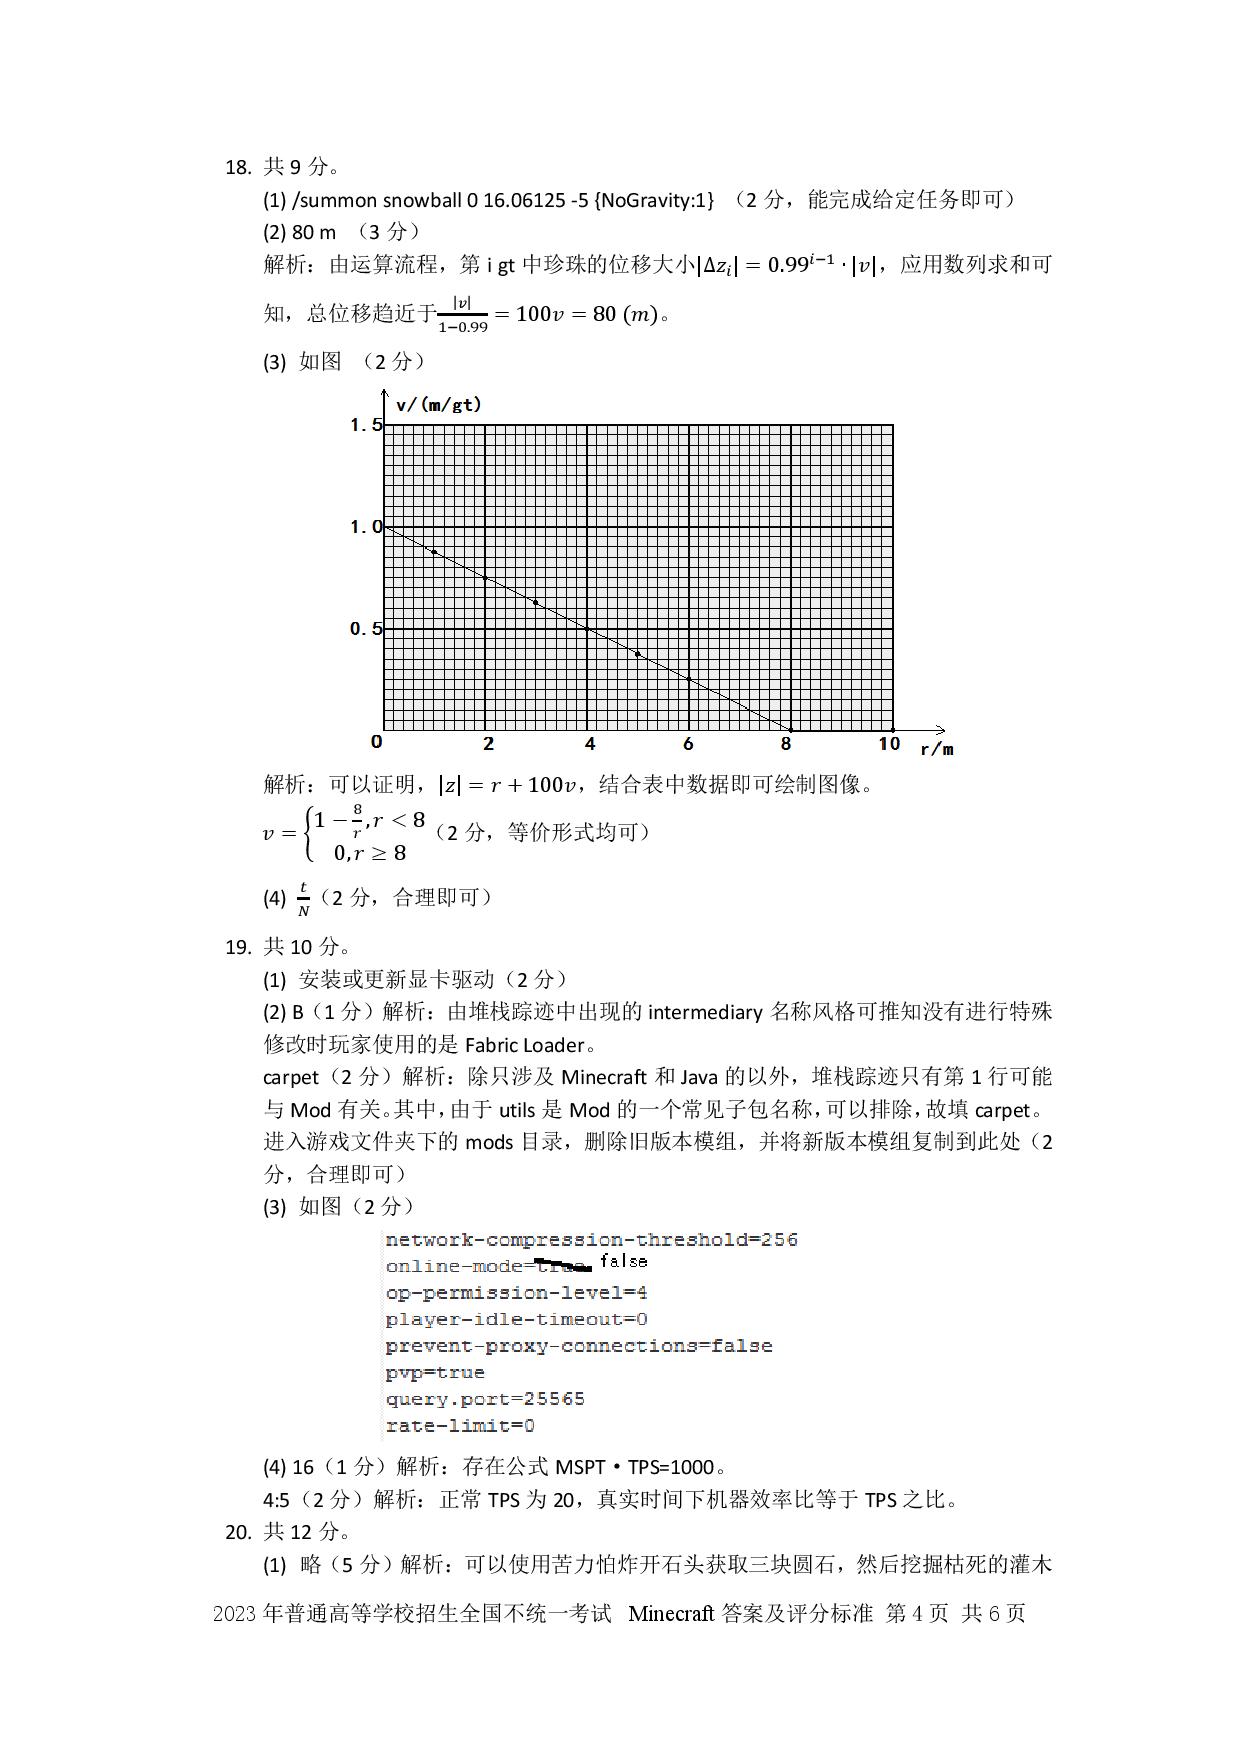 18. 共 9 分。
(1) /summon snowball 0 16.06125 -5 {NoGravity:1} （2 分，能完成给定任务即可）
(2) 80 m （3 分）
解析：由运算流程，第 i gt 中珍珠的位移大小|Δz_i| = 0.99^{i−1} · |v|，应用数列求和可
知，总位移趋近于|v|/(1−0.99) = 100v = 80 (m)。
(3) 如图 （2 分）
v/(m/gt)
1.5
1.0
0.5
0 2 4 6 8 10 r/m
解析：可以证明，|z| = r + 100v，结合表中数据即可绘制图像。
v = { 1 − 8/r , r < 8
0, r ≥ 8 （2 分，等价形式均可）
(4) t/N（2 分，合理即可）
19. 共 10 分。
(1) 安装或更新显卡驱动（2 分）
(2) B（1 分）解析：由堆栈踪迹中出现的 intermediary 名称风格可推知没有进行特殊
修改时玩家使用的是 Fabric Loader。
carpet（2 分）解析：除只涉及 Minecraft 和 Java 的以外，堆栈踪迹只有第 1 行可能
与 Mod 有关。其中，由于 utils 是 Mod 的一个常见子包名称，可以排除，故填 carpet。
进入游戏文件夹下的 mods 目录，删除旧版本模组，并将新版本模组复制到此处（2
分，合理即可）
(3) 如图（2 分）
network-compression-threshold=256
online-mode=true false
op-permission-level=4
player-idle-timeout=0
prevent-proxy-connections=false
pvp=true
query.port=25565
rate-limit=0
(4) 16（1 分）解析：存在公式 MSPT·TPS=1000。
4:5（2 分）解析：正常 TPS 为 20，真实时间下机器效率比等于 TPS 之比。
20. 共 12 分。
(1) 略（5 分）解析：可以使用苦力怕炸开石头获取三块圆石，然后挖掘枯死的灌木
2023 年普通高等学校招生全国不统一考试 Minecraft 答案及评分标准 第 4 页 共 6 页